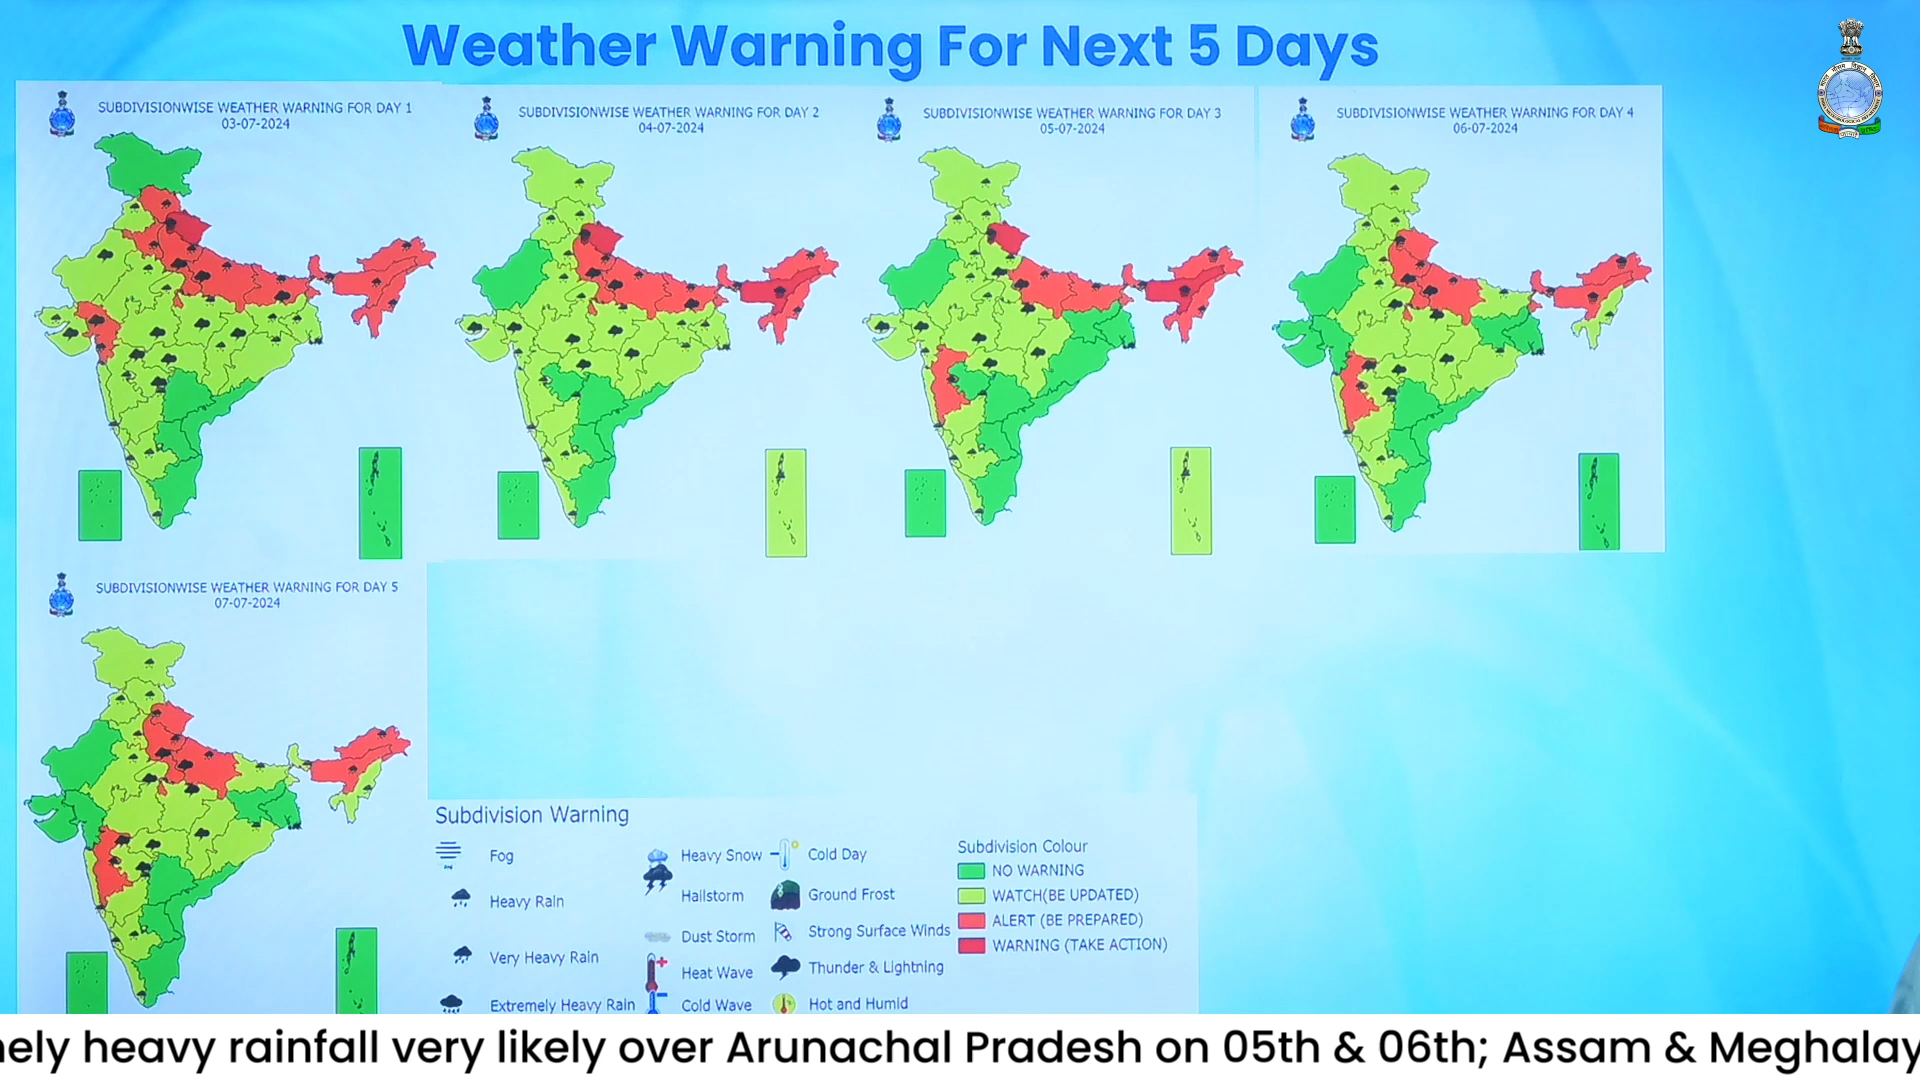 Weather Warning For Next 5 Days
SUBDIVISIONWISE WEATHER WARNING FOR DAY 1
03-07-2024
SUBDIVISIONWISE WEATHER WARNING FOR DAY 2
04-07-2024
SUBDIVISIONWISE WEATHER WARNING FOR DAY 3
05-07-2024
SUBDIVISIONWISE WEATHER WARNING FOR DAY 4
06-07-2024
SUBDIVISIONWISE WEATHER WARNING FOR DAY 5
07-07-2024
Subdivision Warning
Fog
Heavy Rain
Very Heavy Rain
Extremely Heavy Rain
Heavy Snow
Hailstorm
Dust Storm
Heat Wave
Cold Wave
Cold Day
Ground Frost
Strong Surface Winds
Thunder & Lightning
Hot and Humid
Subdivision Colour
NO WARNING
WATCH(BE UPDATED)
ALERT (BE PREPARED)
WARNING (TAKE ACTION)
nely heavy rainfall very likely over Arunachal Pradesh on 05th & 06th; Assam & Meghalay